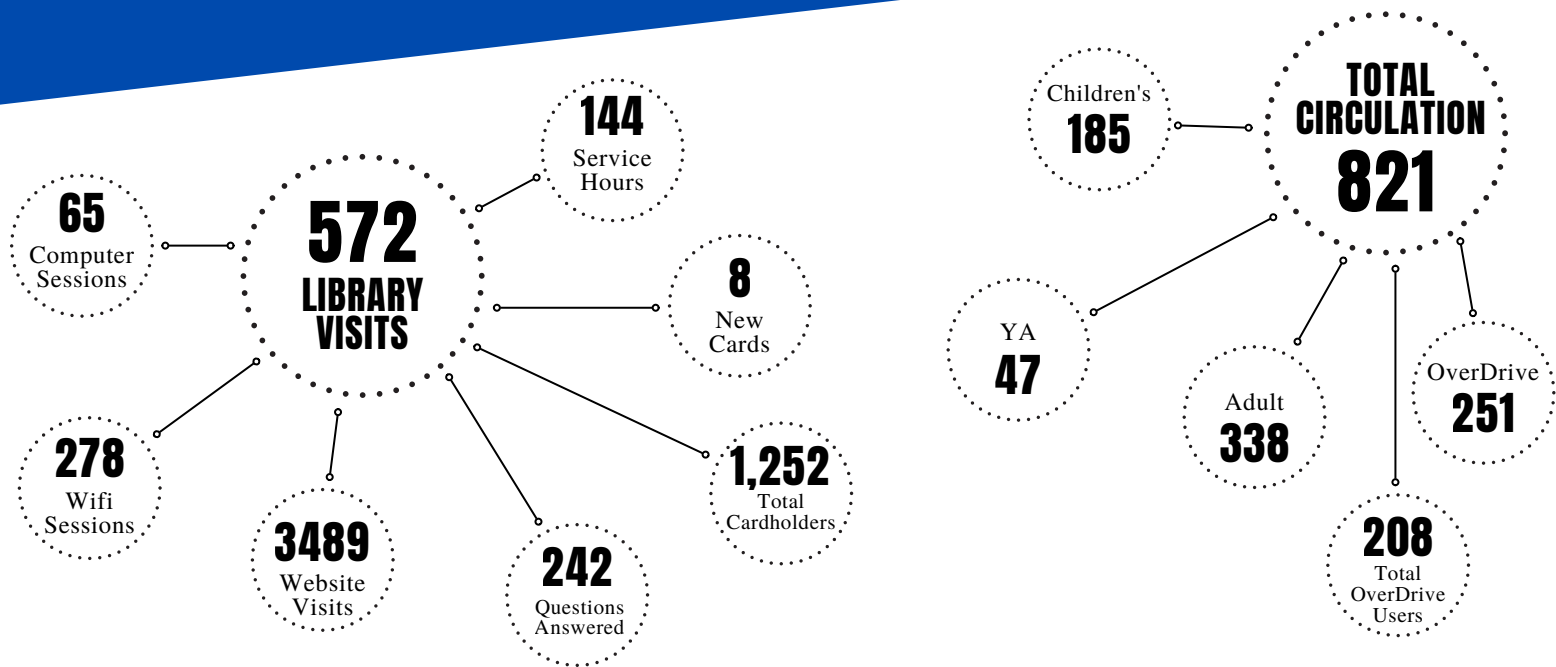 144
Service
Hours
65
Computer
Sessions
572
LIBRARY
VISITS
8
New
Cards
278
Wifi
Sessions
3489
Website
Visits
242
Questions
Answered
1,252
Total
Cardholders
TOTAL
CIRCULATION
821
Children's
185
YA
47
Adult
338
OverDrive
251
208
Total
OverDrive
Users